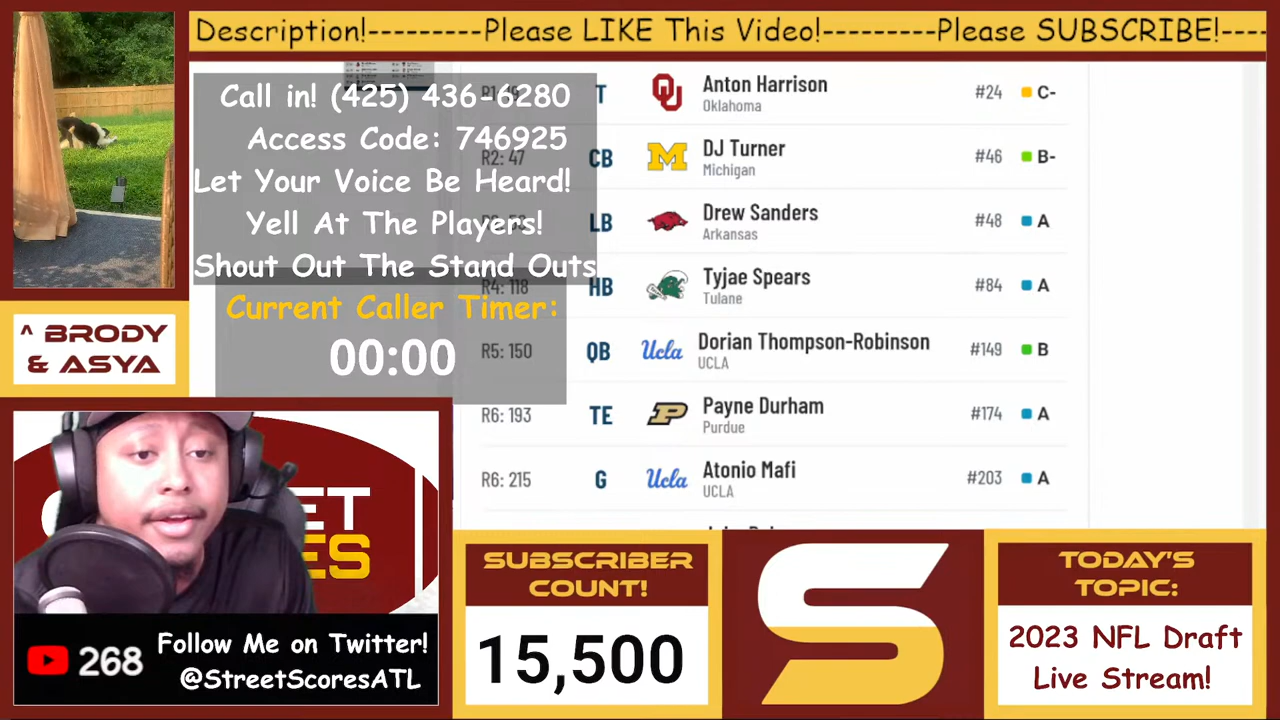 Description!---------Please LIKE This Video!---------Please SUBSCRIBE!----
Call in! (425) 436-6280
Access Code: 746925
Let Your Voice Be Heard!
Yell At The Players!
Shout Out The Stand Outs
Current Caller Timer:
00:00
T Anton Harrison #24 C-
Oklahoma
R2: 47 CB DJ Turner #46 B-
Michigan
LB Drew Sanders #48 A
Arkansas
R4: 118 HB Tyjae Spears #84 A
Tulane
R5: 150 QB Ucla Dorian Thompson-Robinson #149 B
UCLA
R6: 193 TE P Payne Durham #174 A
Purdue
R6: 215 G Ucla Atonio Mafi #203 A
UCLA
^ BRODY
& ASYA
ET
ES
268
Follow Me on Twitter!
@StreetScoresATL
SUBSCRIBER
COUNT!
15,500
S
TODAY'S
TOPIC:
2023 NFL Draft
Live Stream!